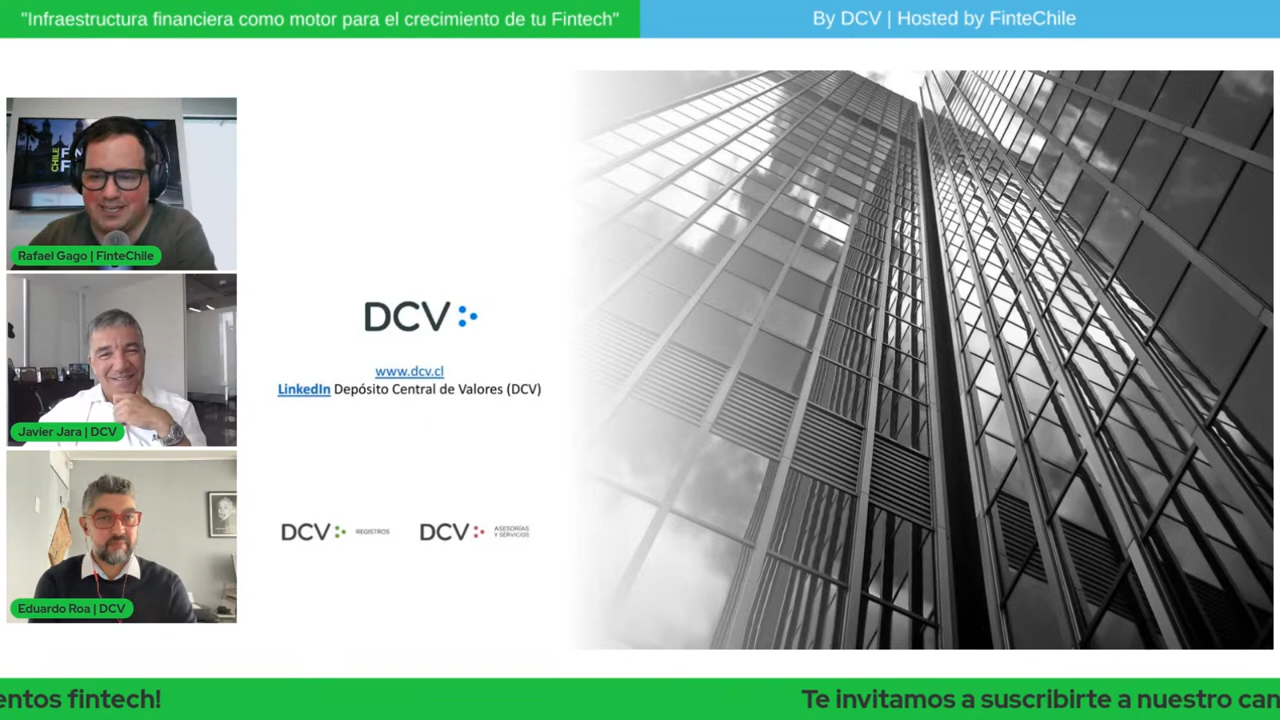 "Infraestructura financiera como motor para el crecimiento de tu Fintech"
By DCV | Hosted by FinteChile
CHILE
Rafael Gago | FinteChile
Javier Jara | DCV
Eduardo Roa | DCV
DCV
www.dcv.cl
LinkedIn Depósito Central de Valores (DCV)
DCV REGISTROS
DCV ASESORÍAS
Y SERVICIOS
entos fintech!
Te invitamos a suscribirte a nuestro can